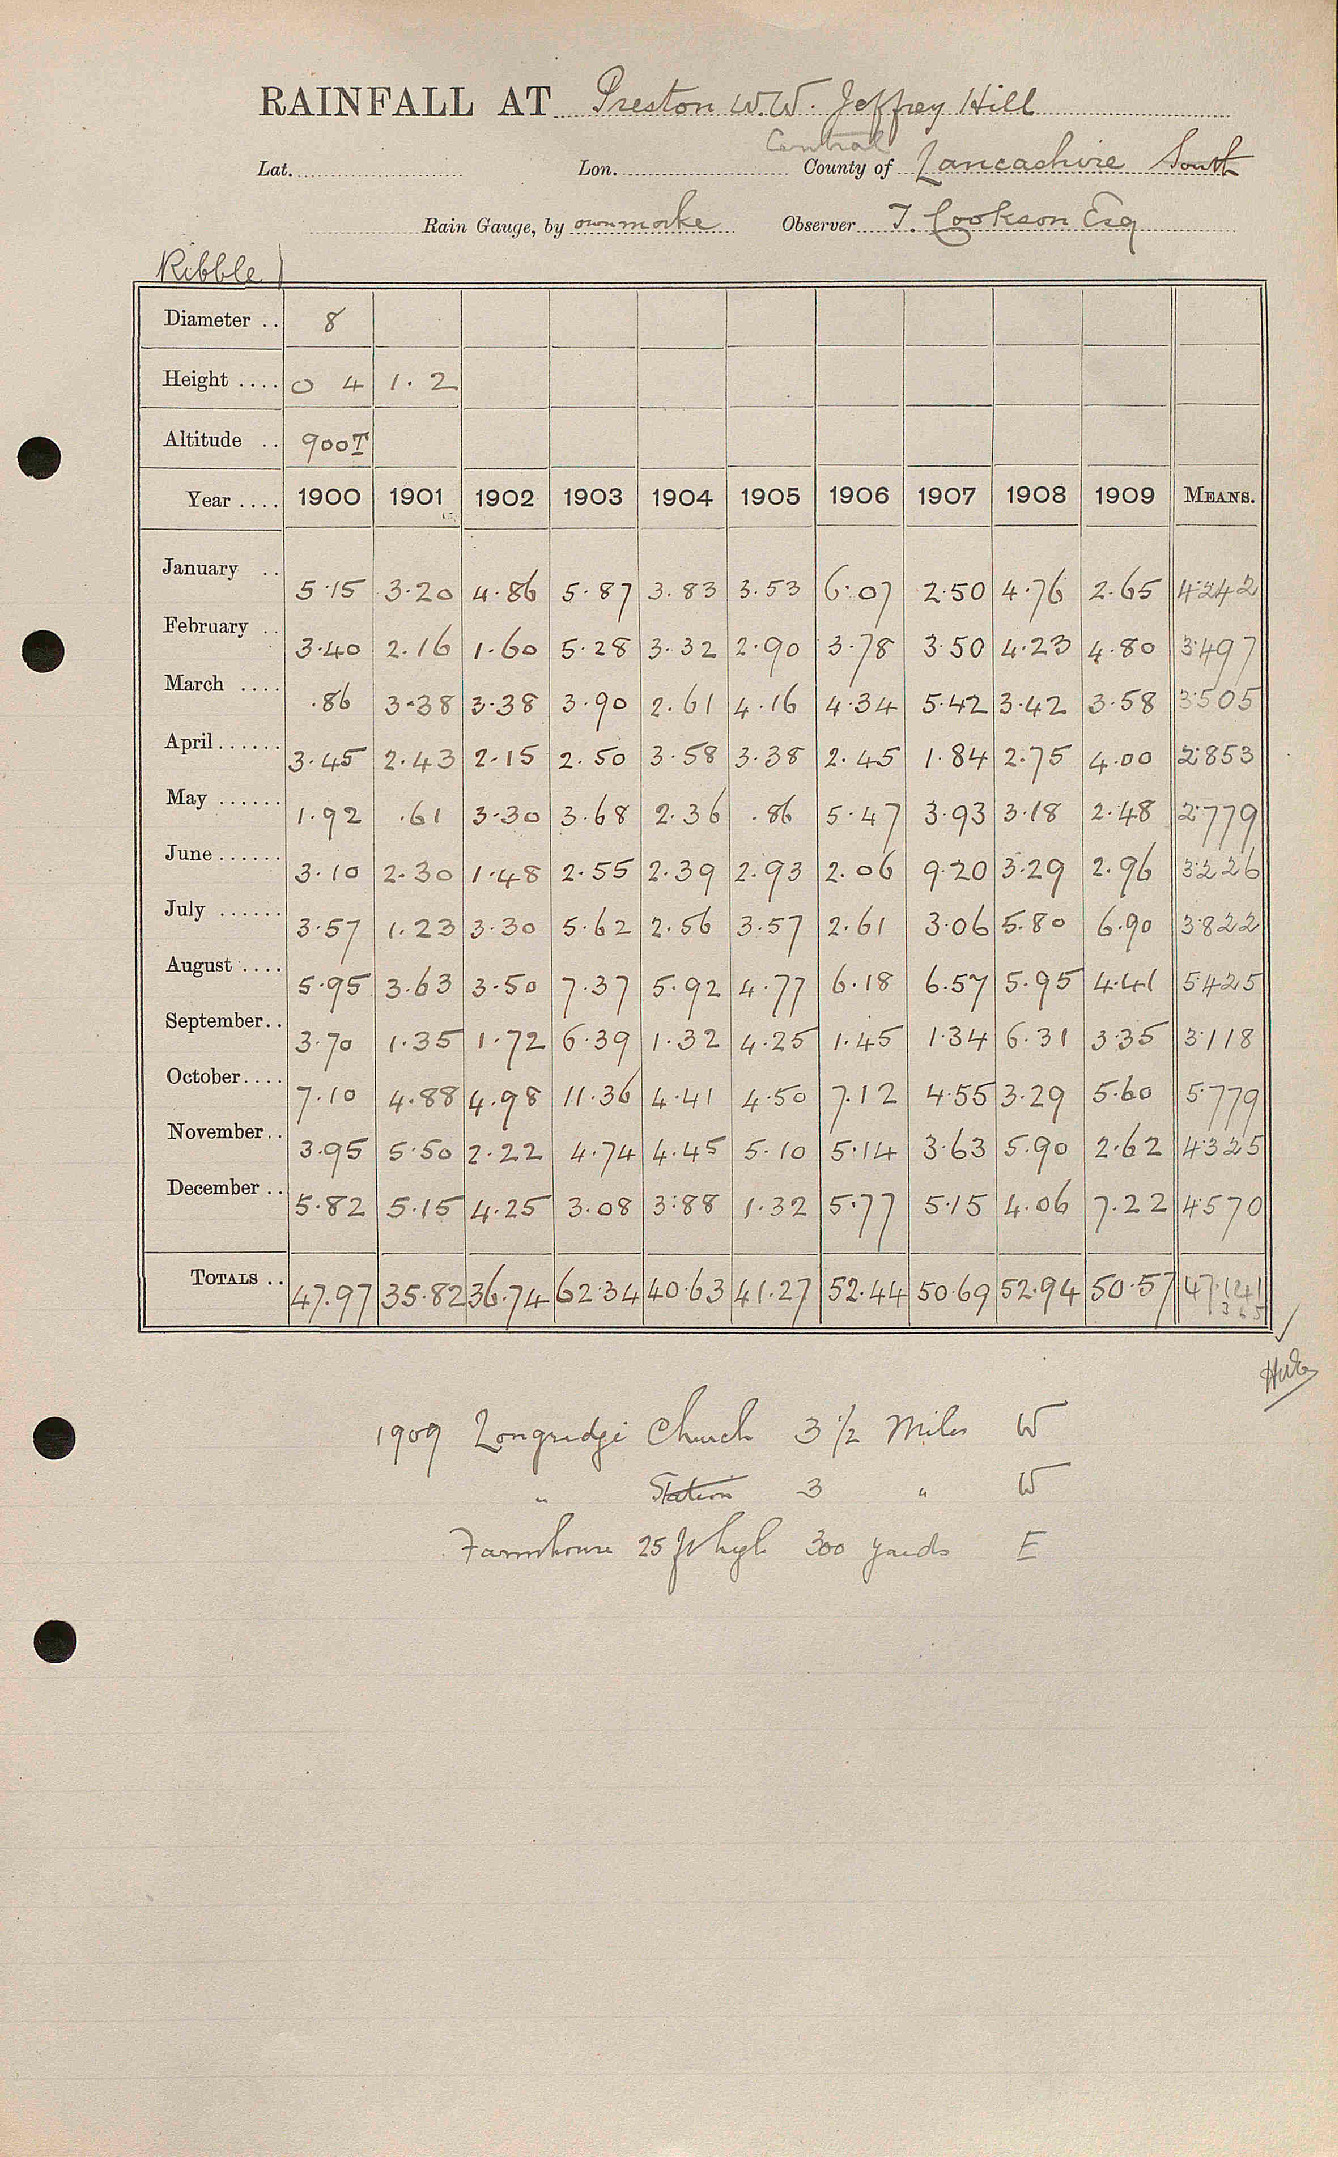 RAINFALL AT Preston W.W. Jeffrey Hill
Central
Lat. Lon. County of Lancashire South
Rain Gauge, by own make Observer T. Cookson Esq
Ribble
Diameter .. 8
Height .... 0 4 1.2
Altitude .. 900T
Year .... 1900 1901 1902 1903 1904 1905 1906 1907 1908 1909 MEANS.
January .. 5.15 3.20 4.86 5.87 3.83 3.53 6.07 2.50 4.76 2.65 4.242
February .. 3.40 2.16 1.60 5.28 3.32 2.90 3.78 3.50 4.23 4.80 3.497
March .... .86 3.38 3.38 3.90 2.61 4.16 4.34 5.42 3.42 3.58 3.505
April ...... 3.45 2.43 2.15 2.50 3.58 3.38 2.45 1.84 2.75 4.00 2.853
May ...... 1.92 .61 3.30 3.68 2.36 .86 5.47 3.93 3.18 2.48 2.779
June ...... 3.10 2.30 1.48 2.55 2.39 2.93 2.06 9.20 3.29 2.96 3.226
July ...... 3.57 1.23 3.30 5.62 2.56 3.57 2.61 3.06 5.80 6.90 3.822
August .... 5.95 3.63 3.50 7.37 5.92 4.77 6.18 6.57 5.95 4.41 5.425
September.. 3.70 1.35 1.72 6.39 1.32 4.25 1.45 1.34 6.31 3.35 3.118
October.... 7.10 4.88 4.98 11.36 4.41 4.50 7.12 4.55 3.29 5.60 5.779
November.. 3.95 5.50 2.22 4.74 4.45 5.10 5.14 3.63 5.90 2.62 4.325
December .. 5.82 5.15 4.25 3.08 3.88 1.32 5.77 5.15 4.06 7.22 4.570
TOTALS .. 47.97 35.82 36.74 62.34 40.63 41.27 52.44 50.69 52.94 50.57 47.141
1909 Longridge Church 3 1/2 Miles W
" Station 3 " W
Farmhouse 25 ft high 300 yards E